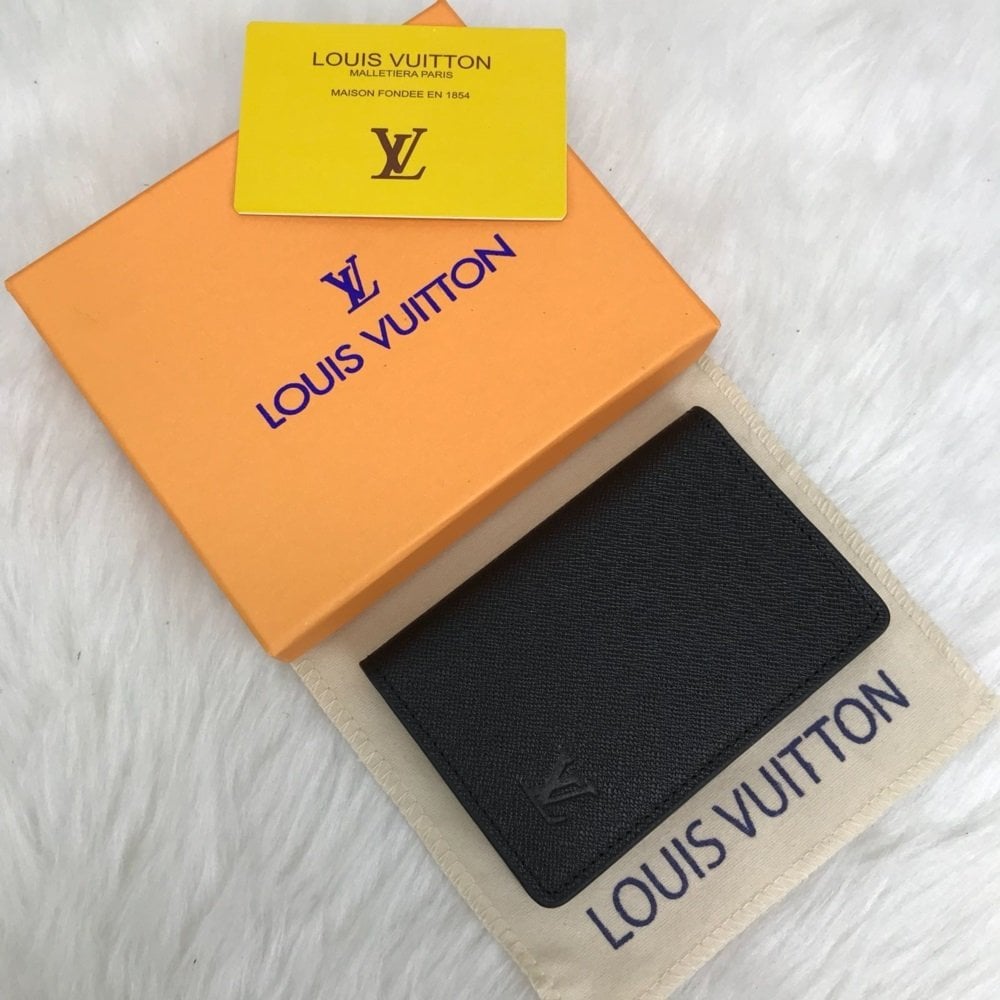 LOUIS VUITTON
MALLETIERA PARIS
MAISON FONDEE EN 1854
LV
LV
LOUIS VUITTON
LV
LOUIS VUITTON